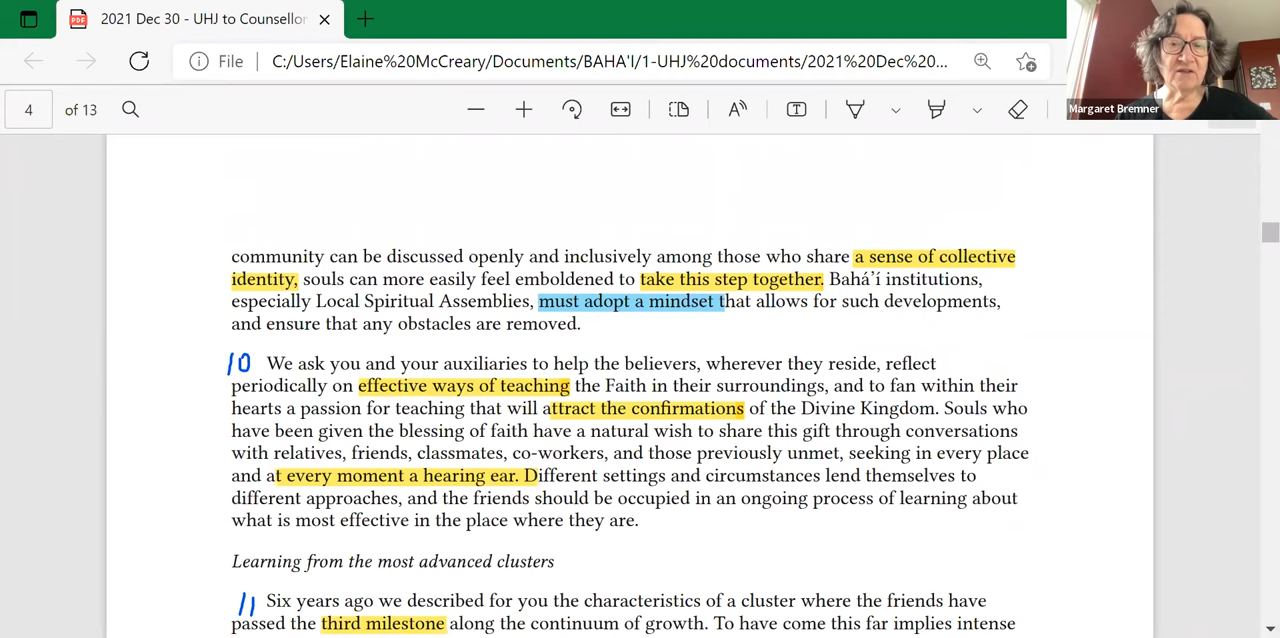 2021 Dec 30 - UHJ to Counsellor
File
C:/Users/Elaine%20McCreary/Documents/BAHA'I/1-UHJ%20documents/2021%20Dec%20...
Margaret Bremner
4 of 13
community can be discussed openly and inclusively among those who share a sense of collective
identity, souls can more easily feel emboldened to take this step together. Bahá’í institutions,
especially Local Spiritual Assemblies, must adopt a mindset that allows for such developments,
and ensure that any obstacles are removed.
10 We ask you and your auxiliaries to help the believers, wherever they reside, reflect
periodically on effective ways of teaching the Faith in their surroundings, and to fan within their
hearts a passion for teaching that will attract the confirmations of the Divine Kingdom. Souls who
have been given the blessing of faith have a natural wish to share this gift through conversations
with relatives, friends, classmates, co-workers, and those previously unmet, seeking in every place
and at every moment a hearing ear. Different settings and circumstances lend themselves to
different approaches, and the friends should be occupied in an ongoing process of learning about
what is most effective in the place where they are.
Learning from the most advanced clusters
11 Six years ago we described for you the characteristics of a cluster where the friends have
passed the third milestone along the continuum of growth. To have come this far implies intense